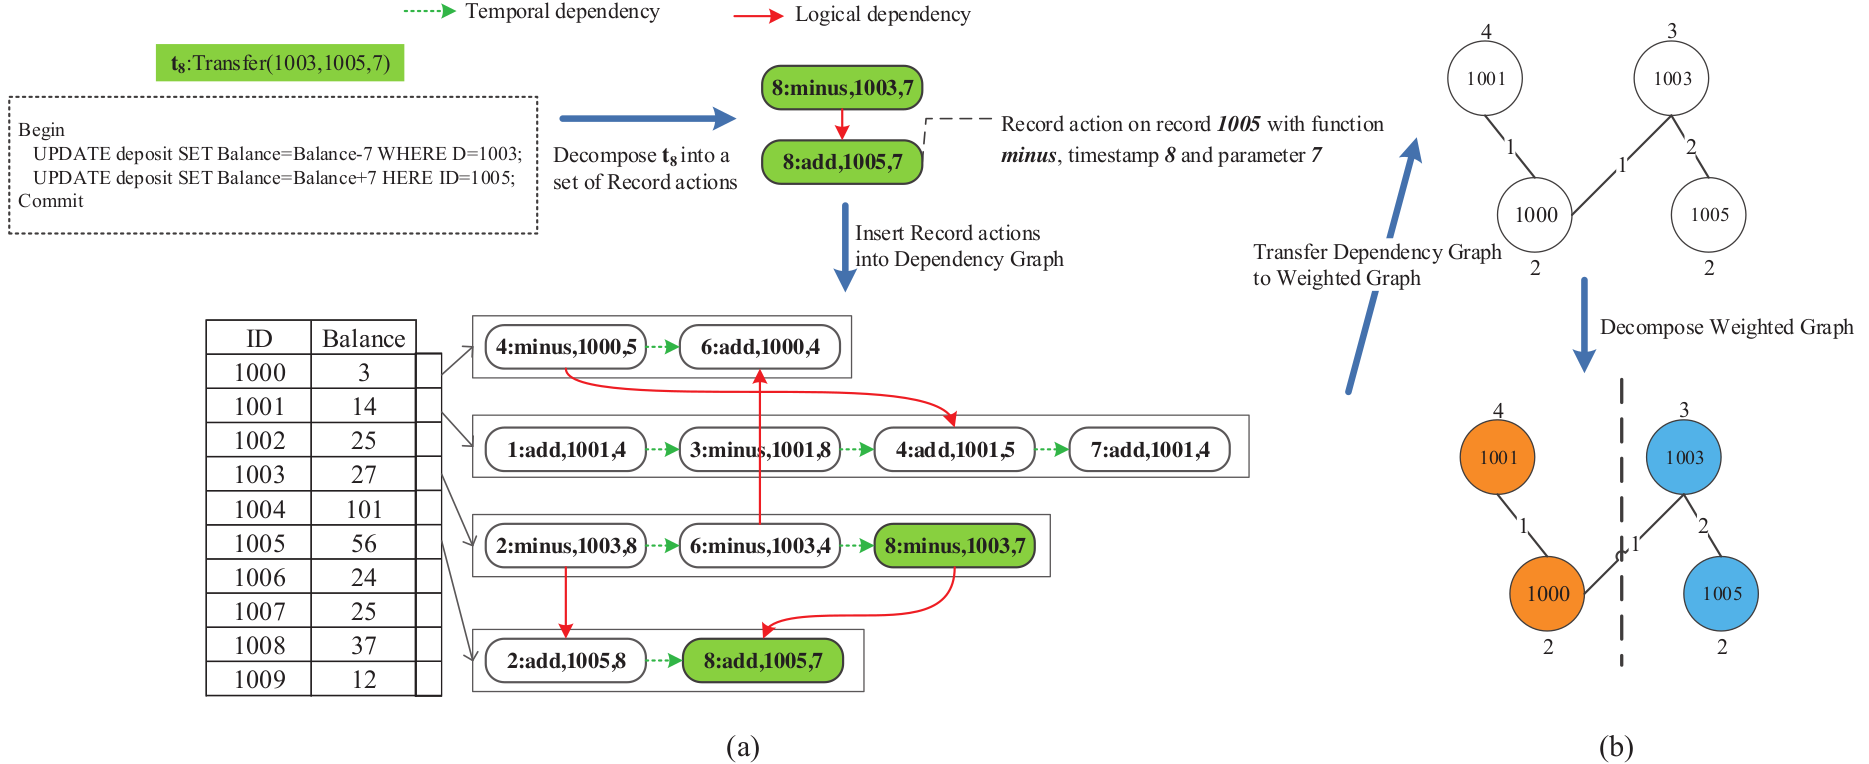 Temporal dependency
Logical dependency
t8:Transfer(1003,1005,7)
Begin
UPDATE deposit SET Balance=Balance-7 WHERE D=1003;
UPDATE deposit SET Balance=Balance+7 HERE ID=1005;
Commit
Decompose t8 into a
set of Record actions
8:minus,1003,7
8:add,1005,7
Record action on record 1005 with function
minus, timestamp 8 and parameter 7
Insert Record actions
into Dependency Graph
ID Balance
1000 3
1001 14
1002 25
1003 27
1004 101
1005 56
1006 24
1007 25
1008 37
1009 12
4:minus,1000,5 6:add,1000,4
1:add,1001,4 3:minus,1001,8 4:add,1001,5 7:add,1001,4
2:minus,1003,8 6:minus,1003,4 8:minus,1003,7
2:add,1005,8 8:add,1005,7
(a)
Transfer Dependency Graph
to Weighted Graph
4 3
1001 1003
1 1 2
1000 1005
2 2
Decompose Weighted Graph
4 3
1001 1003
1 1 2
1000 1005
2 2
(b)